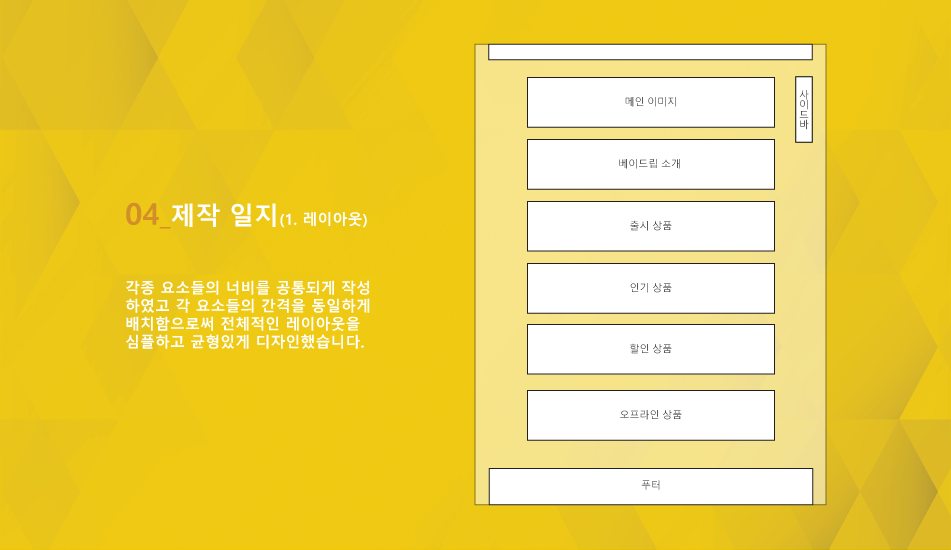 04_제작 일지(1. 레이아웃)
각종 요소들의 너비를 공통되게 작성
하였고 각 요소들의 간격을 동일하게
배치함으로써 전체적인 레이아웃을
심플하고 균형있게 디자인했습니다.
메인 이미지
사이드바
베이드립 소개
출시 상품
인기 상품
할인 상품
오프라인 상품
푸터